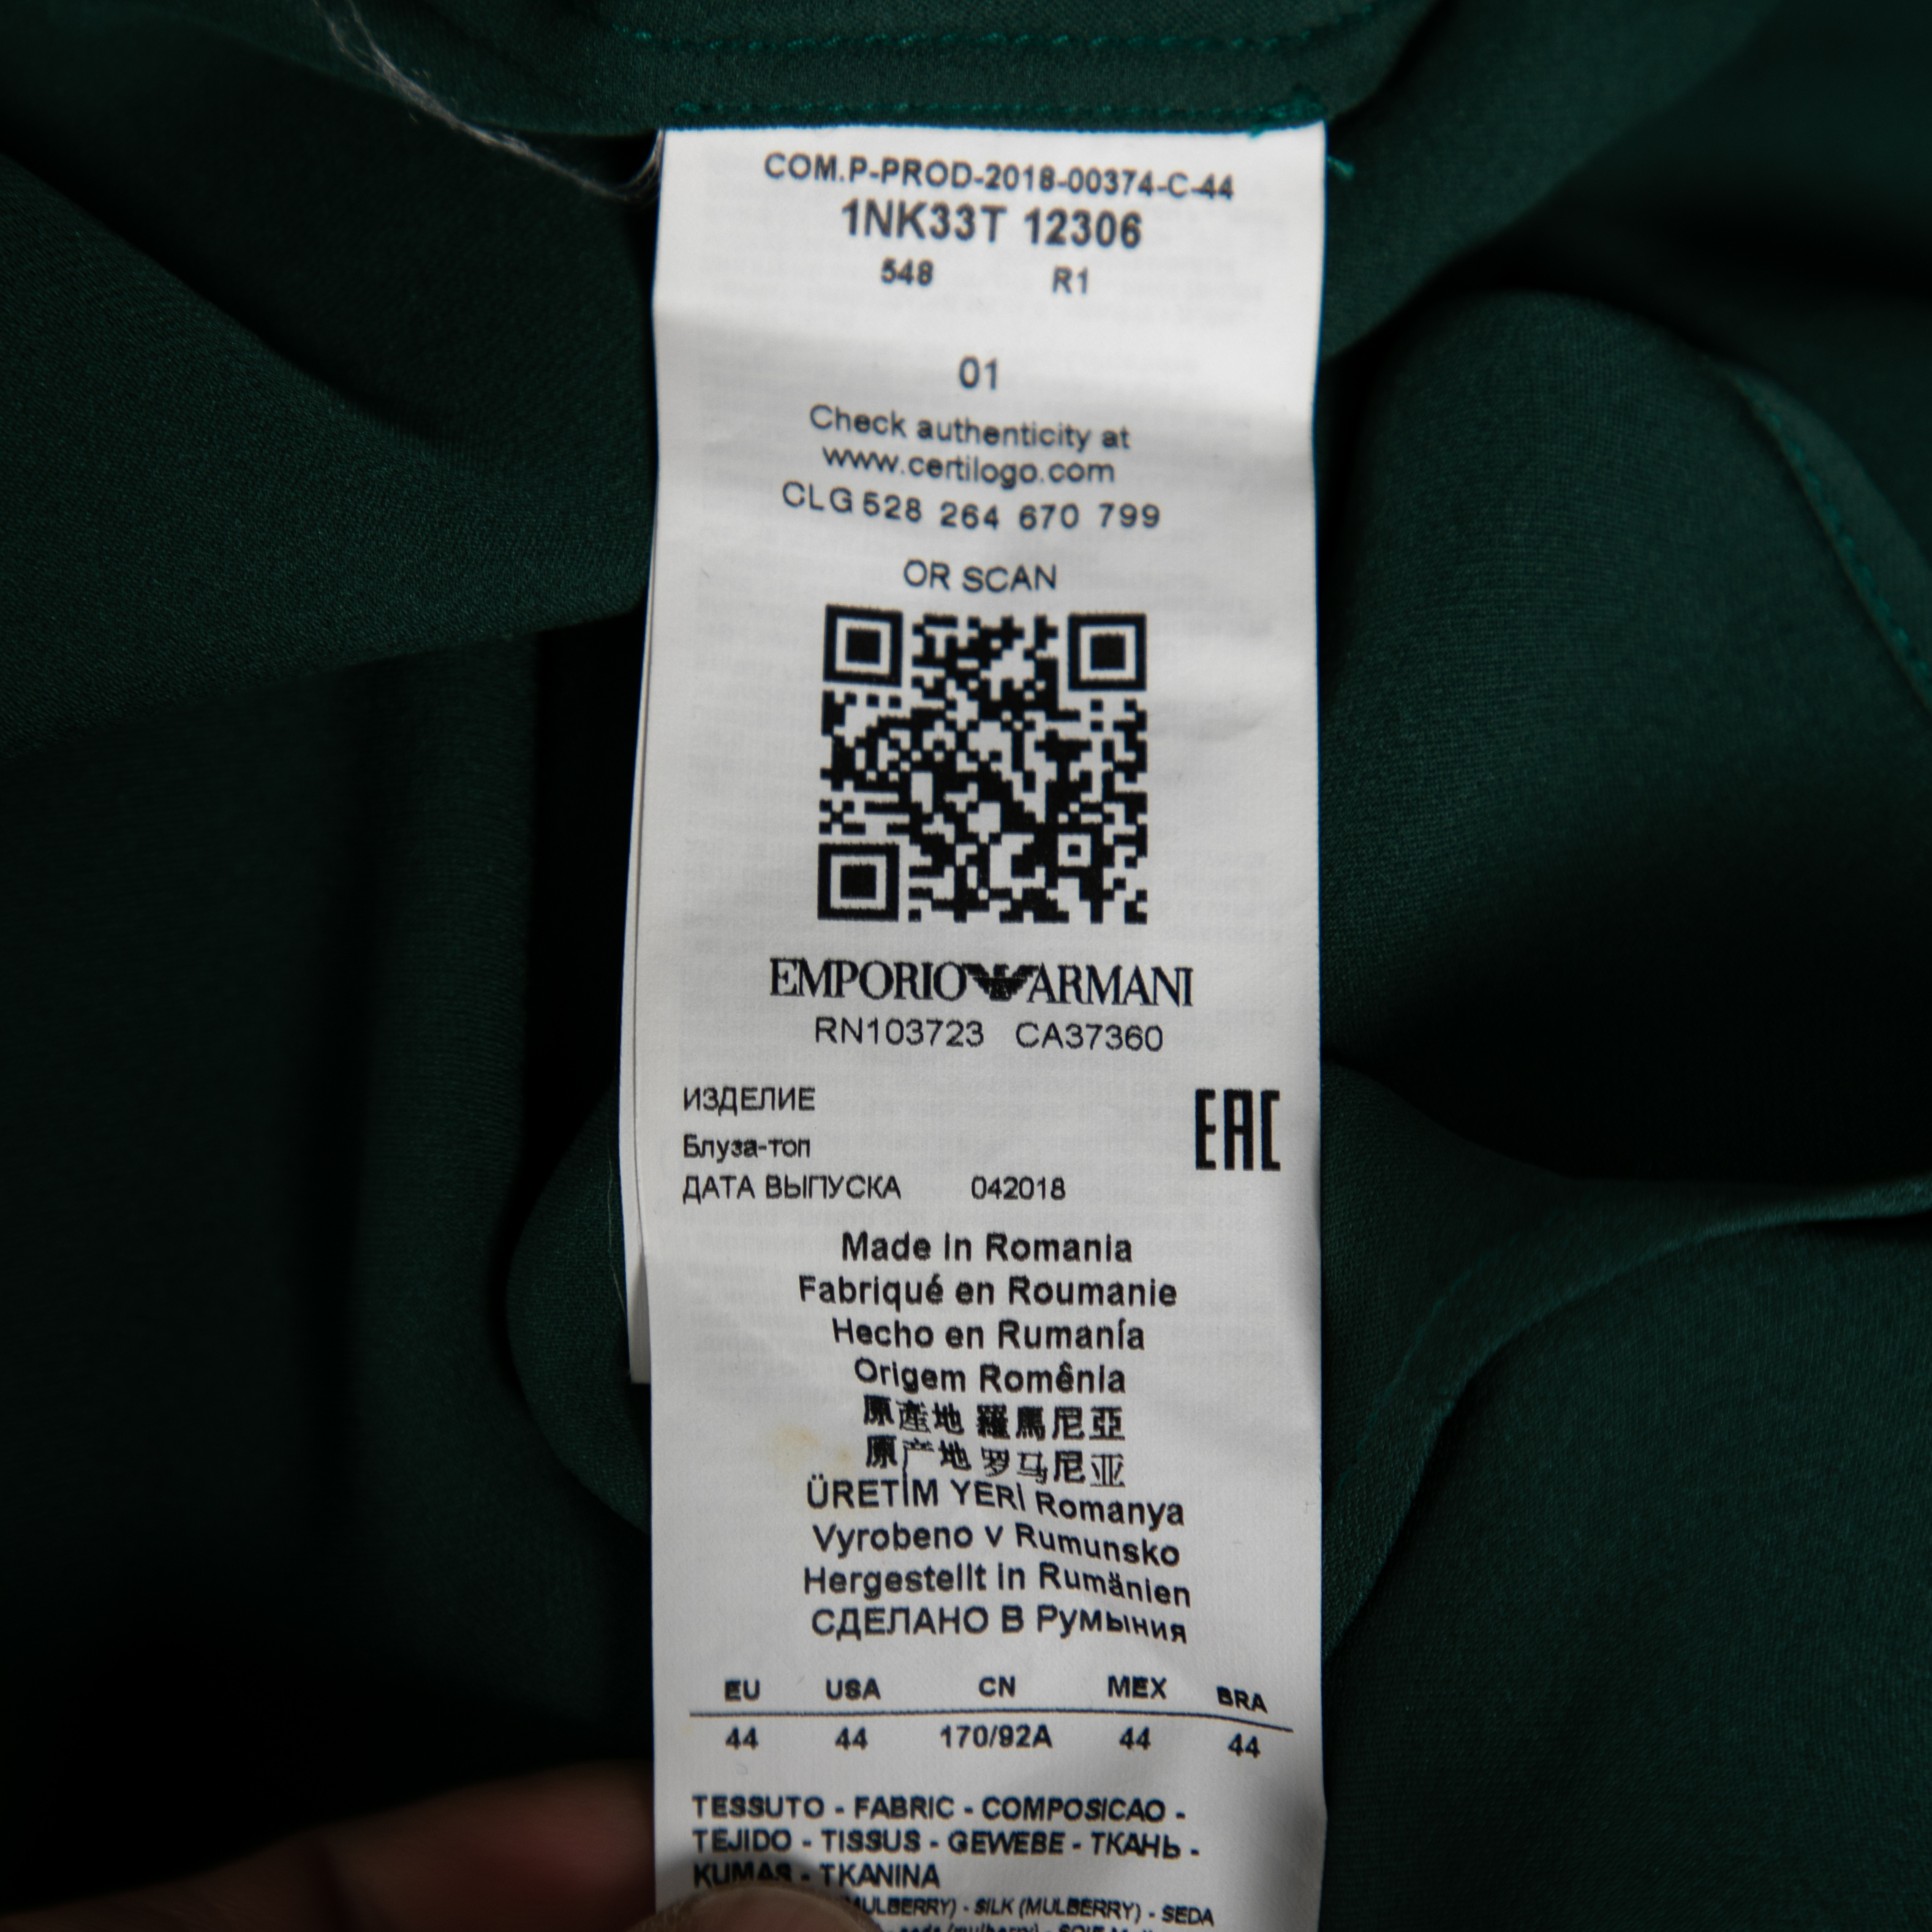 COM.P-PROD-2018-00374-C-44
1NK33T 12306
548 R1
01
Check authenticity at
www.certilogo.com
CLG 528 264 670 799
OR SCAN
EMPORIO ARMANI
RN103723 CA37360
ИЗДЕЛИЕ
EAC
Блуза-топ
ДАТА ВЫПУСКА 042018
Made in Romania
Fabriqué en Roumanie
Hecho en Rumanía
Origem Romênia
原產地 羅馬尼亞
原产地 罗马尼亚
ÜRETİM YERİ Romanya
Vyrobeno v Rumunsko
Hergestellt in Rumänien
СДЕЛАНО В Румыния
EU USA CN MEX BRA
44 44 170/92A 44 44
TESSUTO - FABRIC - COMPOSICAO -
TEJIDO - TISSUS - GEWEBE - ТКАНЬ -
KUMAS - TKANINA
(MULBERRY) - SILK (MULBERRY) - SEDA